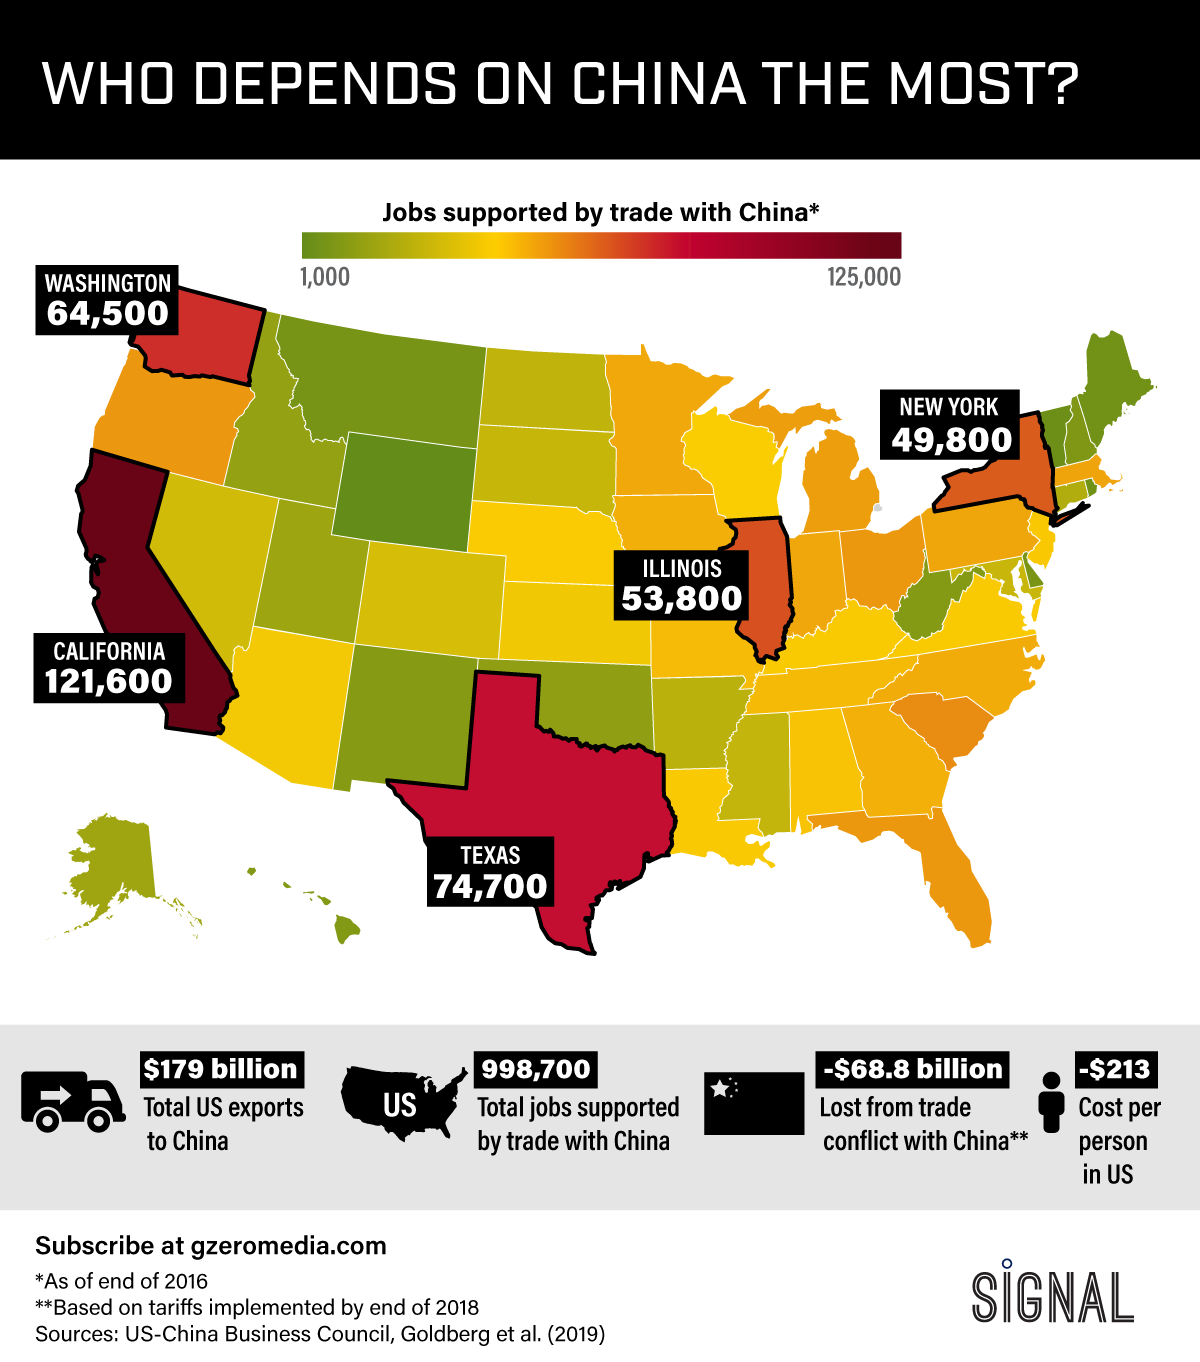 WHO DEPENDS ON CHINA THE MOST?
Jobs supported by trade with China*
1,000
125,000
WASHINGTON
64,500
NEW YORK
49,800
ILLINOIS
53,800
CALIFORNIA
121,600
TEXAS
74,700
$179 billion
Total US exports
to China
US
998,700
Total jobs supported
by trade with China
-$68.8 billion
Lost from trade
conflict with China**
-$213
Cost per
person
in US
Subscribe at gzeromedia.com
*As of end of 2016
**Based on tariffs implemented by end of 2018
Sources: US-China Business Council, Goldberg et al. (2019)
SIGNAL